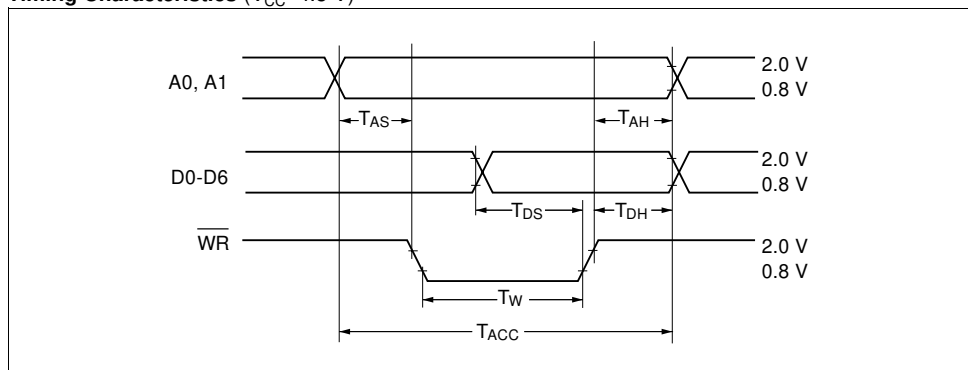 A0, A1
2.0 V
0.8 V
TAS
TAH
D0-D6
2.0 V
0.8 V
TDS
TDH
WR
2.0 V
0.8 V
TW
TACC